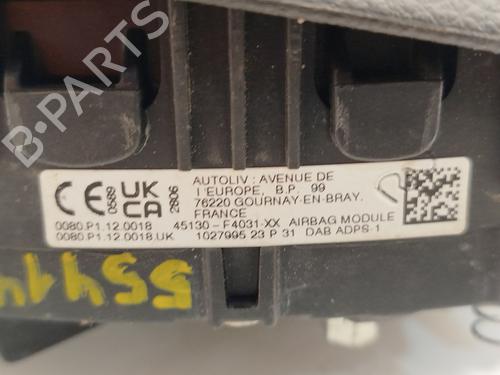 B-PARTS
CE 0589 UK CA 2806
AUTOLIV : AVENUE DE
l'EUROPE, B.P. 99
76220 GOURNAY-EN-BRAY.
FRANCE
0080.P1.12.0018 45130 - F4031-XX AIRBAG MODULE
0080.P1.12.0018.UK 1027995 23 P 31 DAB ADPS-1